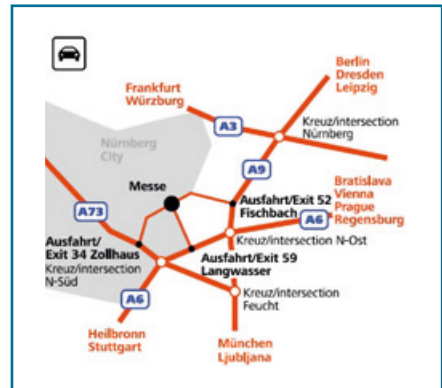 Berlin
Dresden
Leipzig
Frankfurt
Würzburg
A3
Kreuz/intersection
Nürnberg
Nürnberg
City
A9
Messe
Bratislava
Vienna
Prague
Regensburg
Ausfahrt/Exit 52
Fischbach
A6
A73
Kreuz/intersection N-Ost
Ausfahrt/
Exit 34 Zollhaus
Kreuz/intersection
N-Süd
Ausfahrt/Exit 59
Langwasser
A6
Kreuz/intersection
Feucht
Heilbronn
Stuttgart
München
Ljubljana